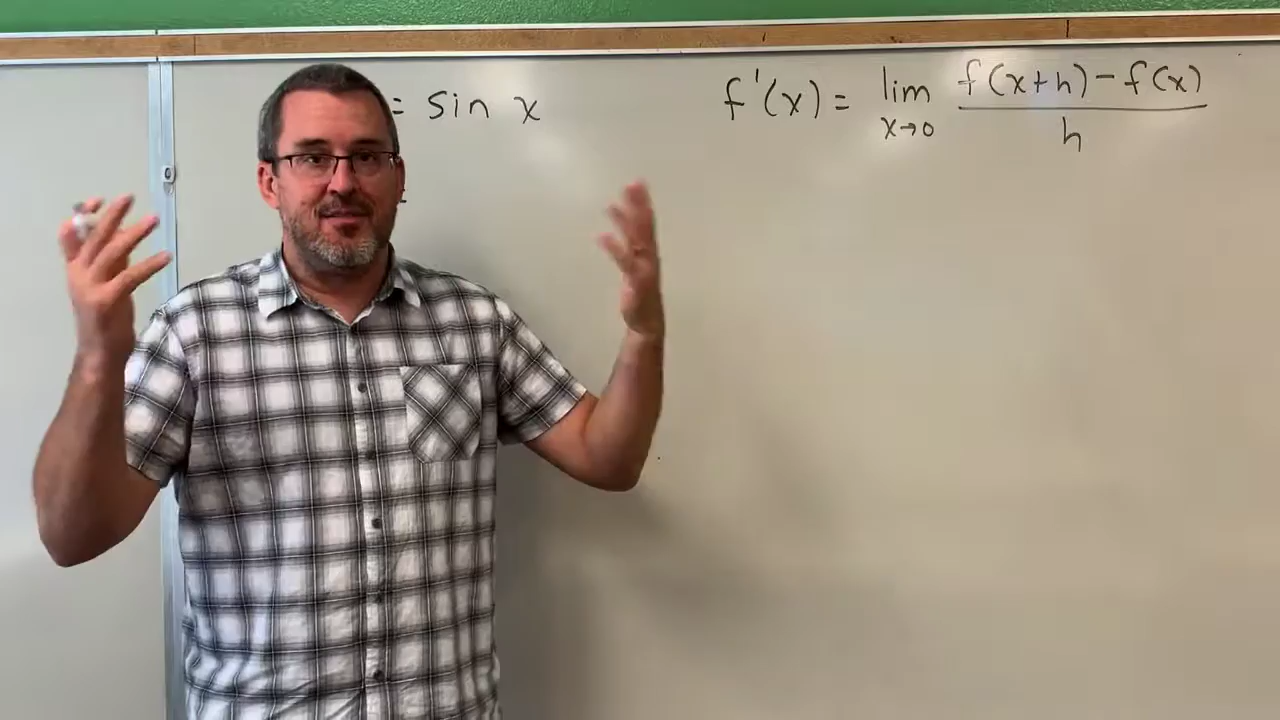 = sin x
f'(x) = lim x→0 f(x+h) - f(x) / h